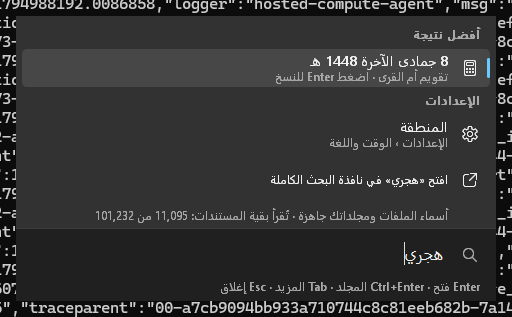 1794988192.0086858,"logger":"hosted-compute-agent","msg":"
أفضل نتيجة
8 جمادى الآخرة 1448 هـ
تقويم أم القرى · اضغط Enter للنسخ
الإعدادات
المنطقة
الإعدادات › الوقت واللغة
افتح «هجري» في نافذة البحث الكاملة
أسماء الملفات ومجلداتك جاهزة · تُقرأ بقية المستندات: 11,095 من 101,232
هجري
Enter فتح · Ctrl+Enter المجلد · Tab المزيد · Esc إغلاق
","traceparent":"00-a7cb9094bb933a710744c8c81eeb682b-7a14